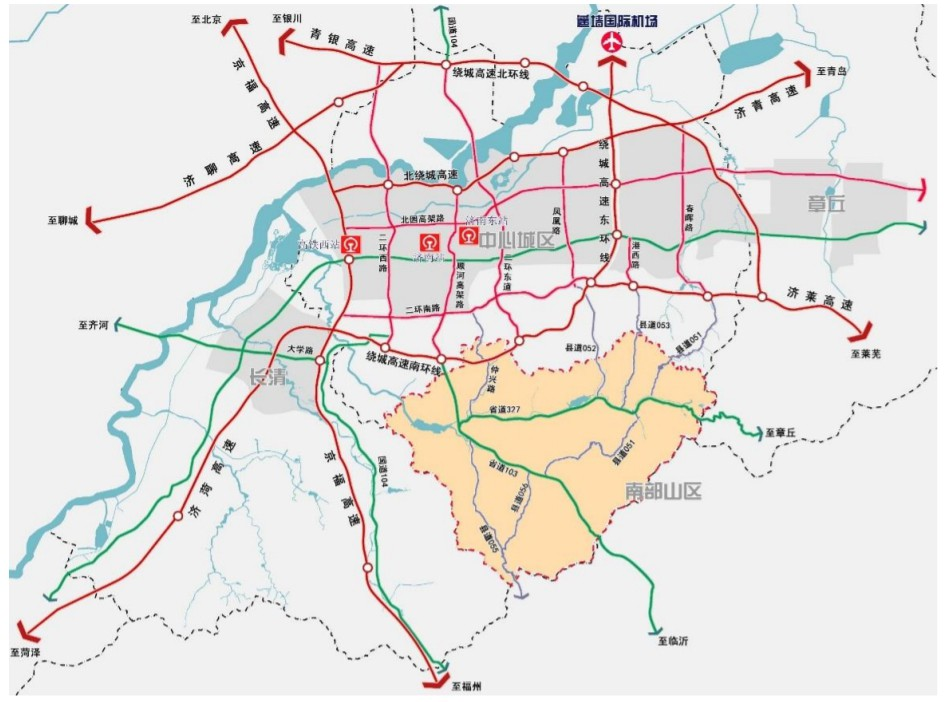 至北京
至银川
国道104
遥墙国际机场
青银高速
绕城高速北环线
至青岛
京福高速
济青高速
济聊高速
绕城高速东环线
北绕城高速
至聊城
北园高架路
济南东站
凤凰路
春晖路
章丘
高铁西站
济南站
中心城区
二环西路
顺河高架路
二环东道
港西路
济莱高速
二环南路
至齐河
大学路
县道053
县道051
至莱芜
县道052
绕城高速南环线
长清
仲兴路
省道327
至章丘
济菏高速
京福高速
国道104
省道103
县道051
南部山区
县道056
县道055
至临沂
至菏泽
至福州